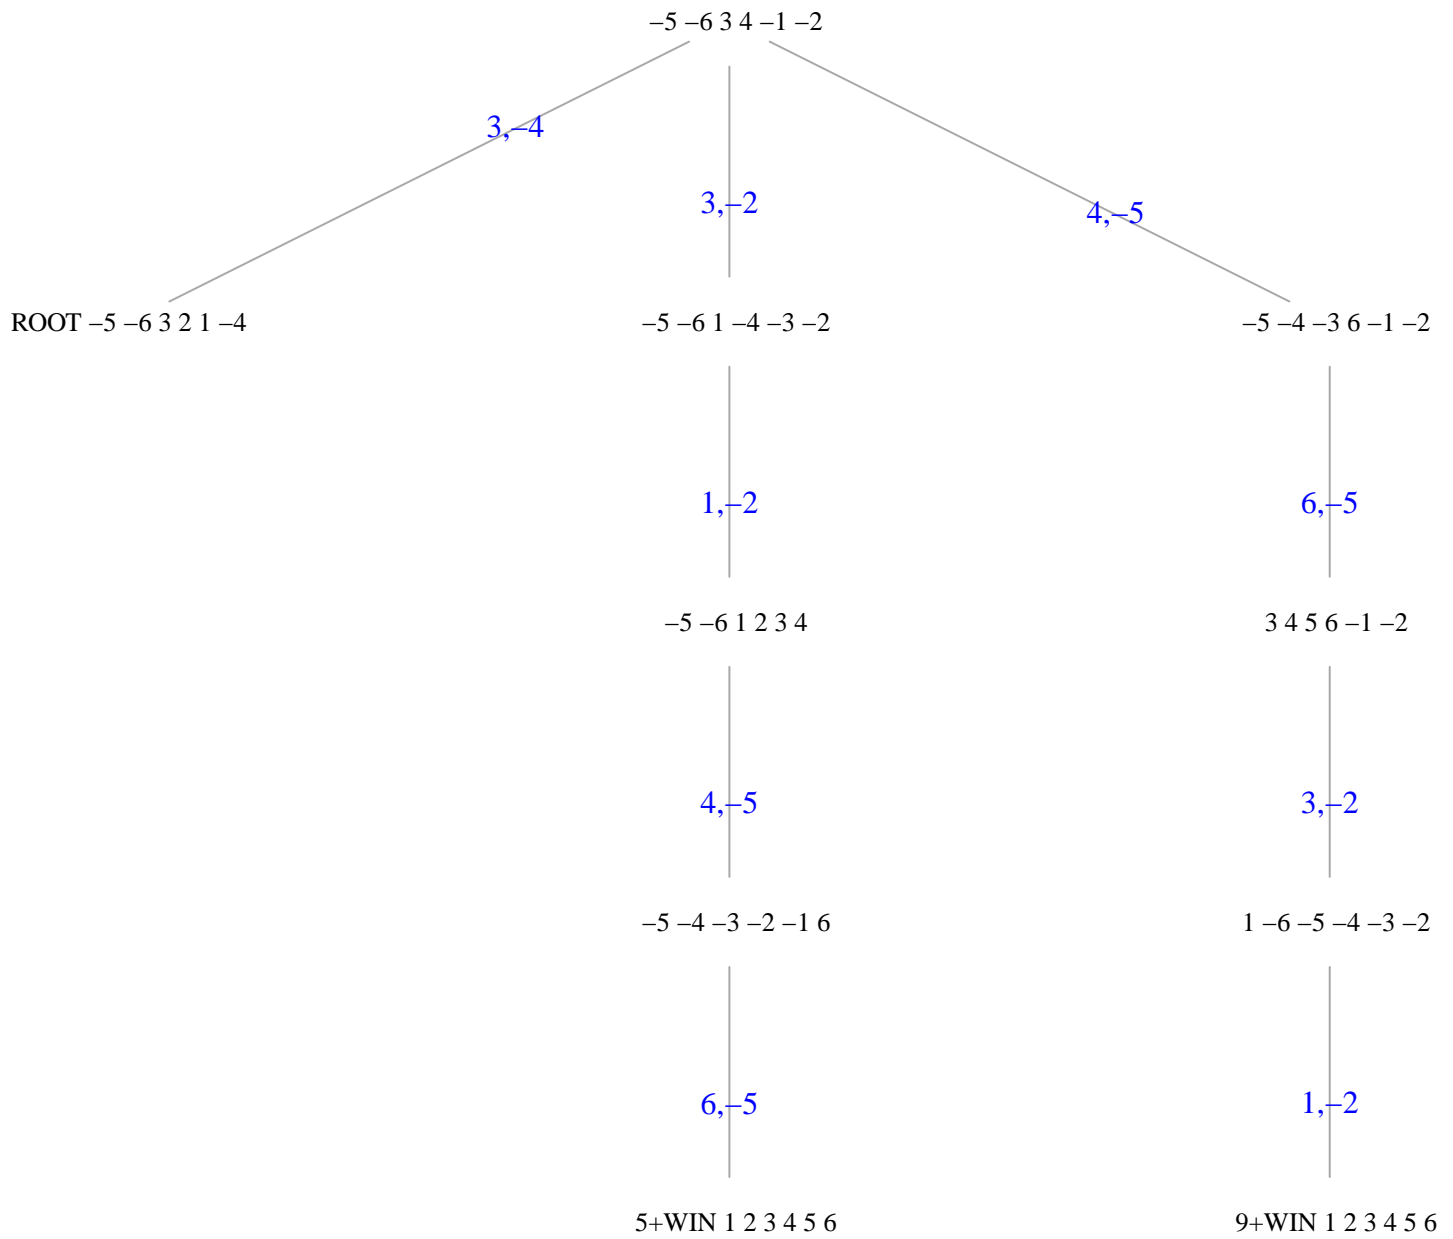 –5 –6 3 4 –1 –2
3,–4
3,–2
4,–5
ROOT –5 –6 3 2 1 –4
–5 –6 1 –4 –3 –2
–5 –4 –3 6 –1 –2
1,–2
6,–5
–5 –6 1 2 3 4
3 4 5 6 –1 –2
4,–5
3,–2
–5 –4 –3 –2 –1 6
1 –6 –5 –4 –3 –2
6,–5
1,–2
5+WIN 1 2 3 4 5 6
9+WIN 1 2 3 4 5 6